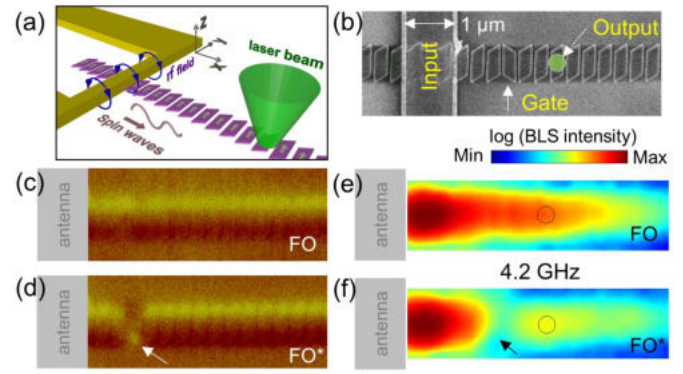 (a)
z
y
x
rf field
laser beam
Spin waves
(b)
1 µm
Output
Input
Gate
log (BLS intensity)
Min
Max
(c)
antenna
FO
(e)
antenna
FO
4.2 GHz
(d)
antenna
FO*
(f)
antenna
FO*